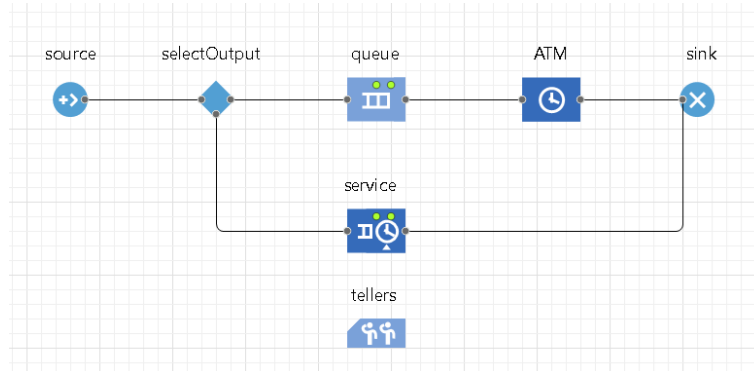 source
selectOutput
queue
ATM
sink
service
tellers